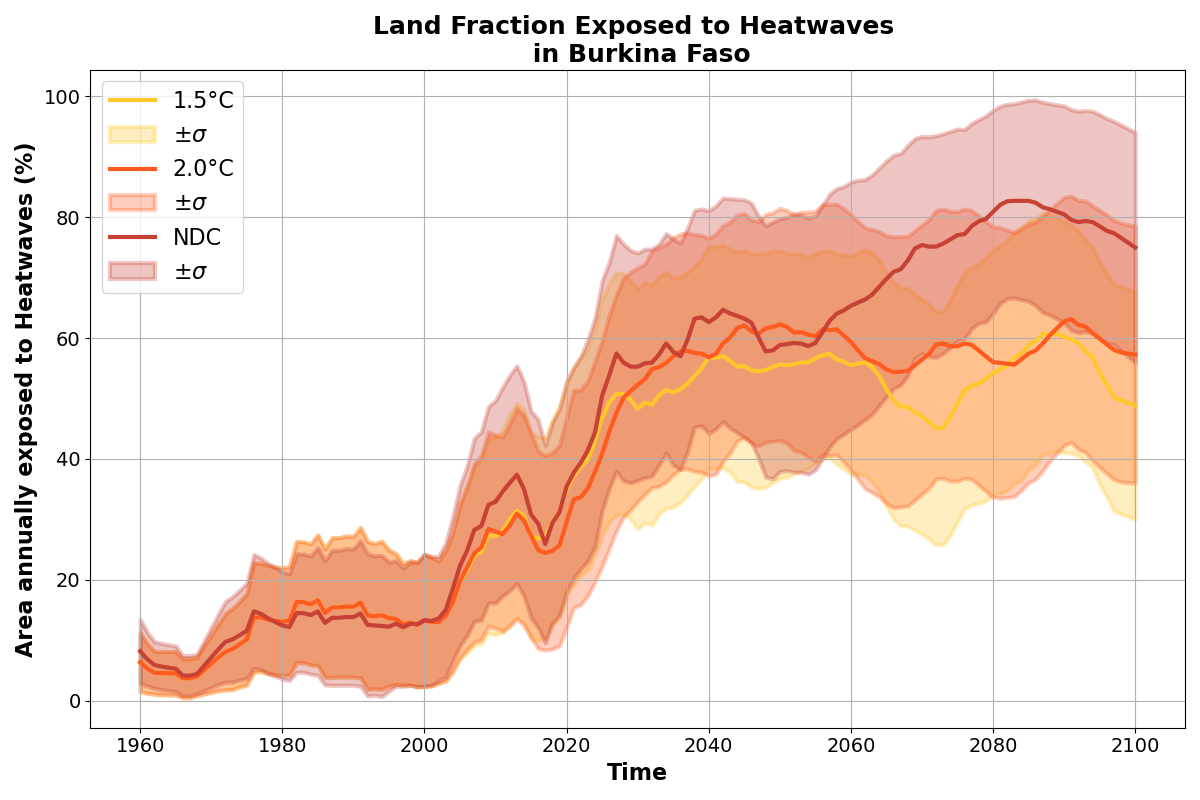 Land Fraction Exposed to Heatwaves
in Burkina Faso
Area annually exposed to Heatwaves (%)
100
80
60
40
20
0
1.5°C
±σ
2.0°C
±σ
NDC
±σ
1960
1980
2000
2020
2040
2060
2080
2100
Time